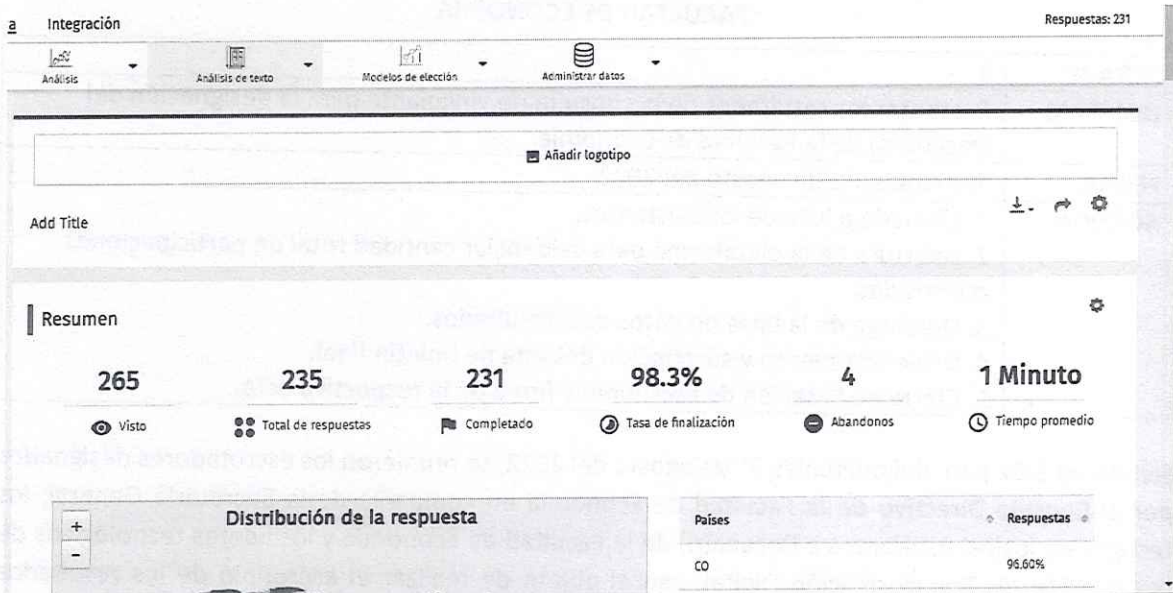 a Integración Respuestas: 231
Análisis Análisis de texto Modelos de elección Administrar datos
Añadir logotipo
Add Title
Resumen
265 235 231 98.3% 4 1 Minuto
Visto Total de respuestas Completado Tasa de finalización Abandonos Tiempo promedio
+ Distribución de la respuesta Países Respuestas
-
CO 96.60%